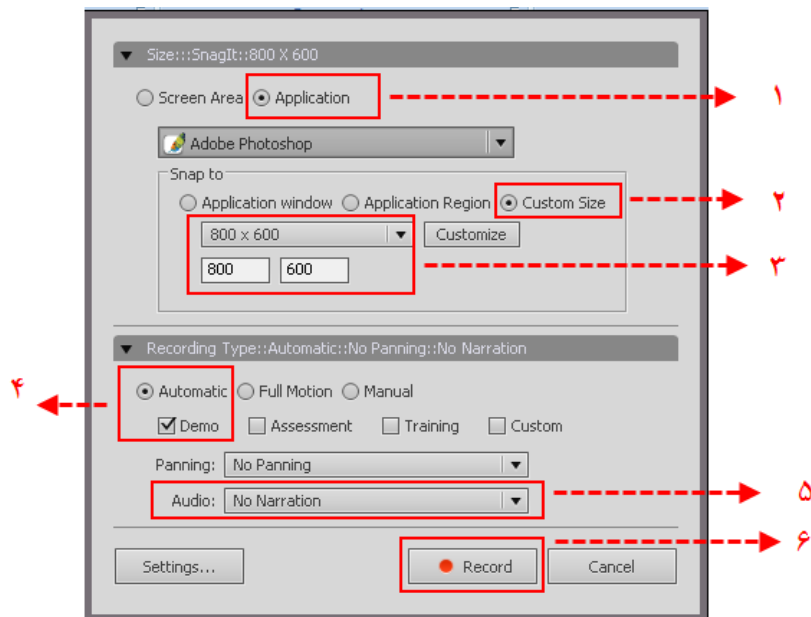 Size:::SnagIt::800 X 600
Screen Area Application ۱
Adobe Photoshop
Snap to
Application window Application Region Custom Size ۲
800 x 600 Customize
800 600 ۳
Recording Type::Automatic::No Panning::No Narration
۴ Automatic Full Motion Manual
Demo Assessment Training Custom
Panning: No Panning
Audio: No Narration ۵
۶
Settings... Record Cancel